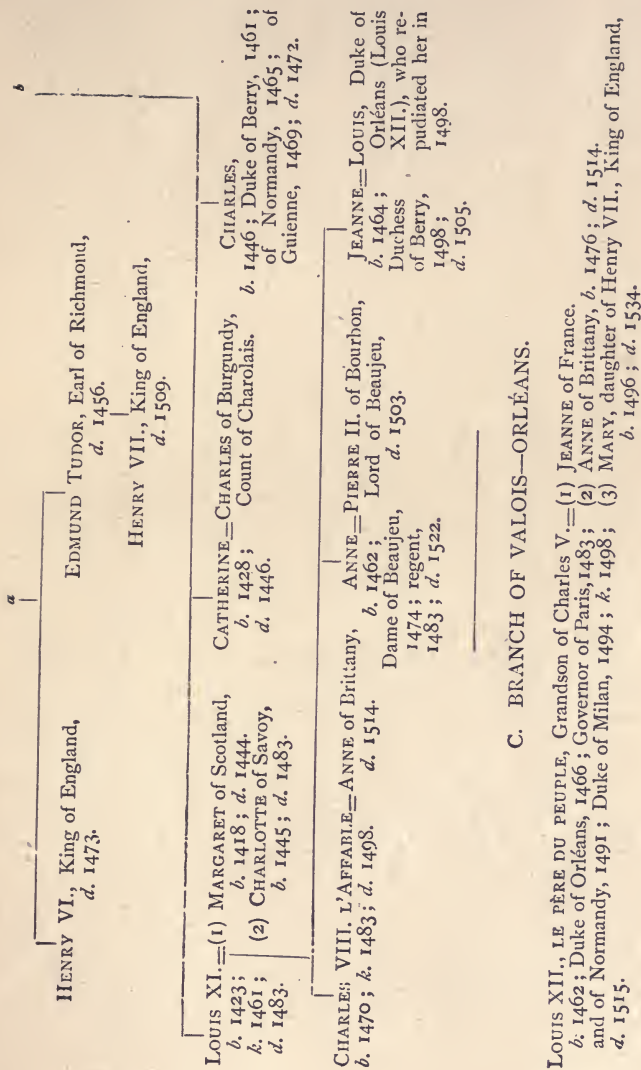 a
b
HENRY VI., King of England,
d. 1473.
EDMUND TUDOR, Earl of Richmond,
d. 1456.
HENRY VII., King of England,
d. 1509.
LOUIS XI.=(1) MARGARET of Scotland,
b. 1423;
b. 1418; d. 1444.
k. 1461;
(2) CHARLOTTE of Savoy,
d. 1483.
b. 1445; d. 1483.
CATHERINE=CHARLES of Burgundy,
b. 1428;
Count of Charolais.
d. 1446.
CHARLES,
b. 1446; Duke of Berry, 1461;
of Normandy, 1465; of
Guienne, 1469; d. 1472.
CHARLES VIII. L'AFFABLE=ANNE of Brittany,
b. 1470; k. 1483; d. 1498.
d. 1514.
ANNE=PIERRE II. of Bourbon,
b. 1462;
Lord of Beaujeu,
Dame of Beaujeu,
d. 1503.
1474; regent,
1483; d. 1522.
JEANNE=LOUIS, Duke of
b. 1464;
Orléans (Louis
Duchess
XII.), who re-
of Berry,
pudiated her in
1498;
1498.
d. 1505.
C. BRANCH OF VALOIS—ORLÉANS.
LOUIS XII., LE PÈRE DU PEUPLE, Grandson of Charles V.=(1) JEANNE of France.
b. 1462; Duke of Orléans, 1466; Governor of Paris, 1483; (2) ANNE of Brittany, b. 1476; d. 1514.
and of Normandy, 1491; Duke of Milan, 1494; k. 1498; (3) MARY, daughter of Henry VII., King of England,
d. 1515.
b. 1496; d. 1534.